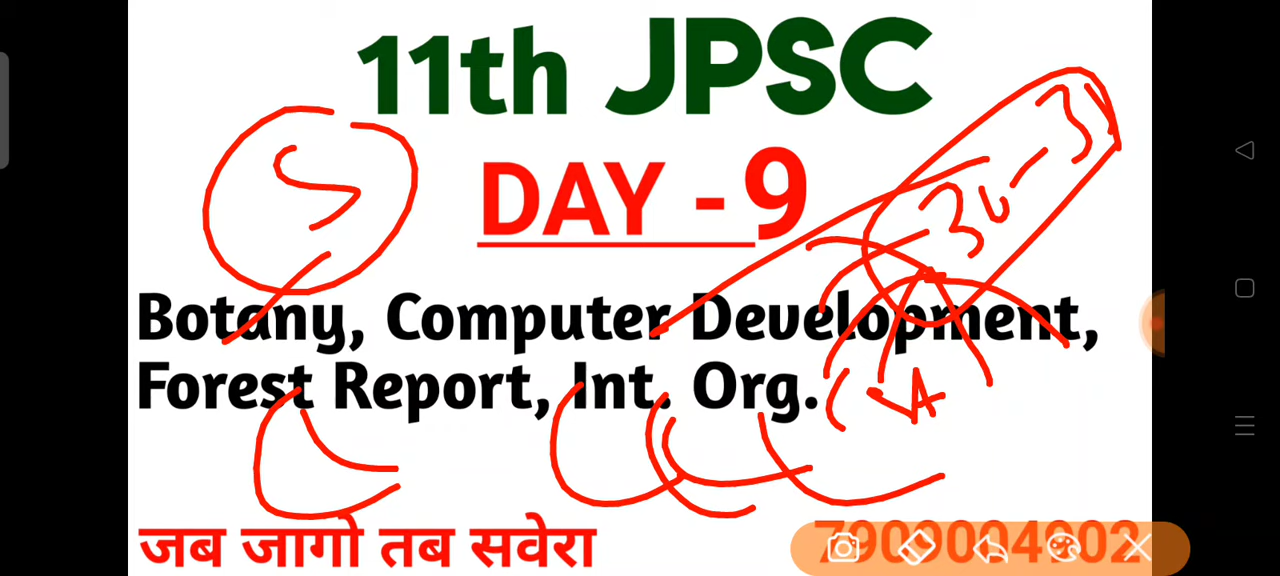 11th JPSC
DAY - 9
Botany, Computer Development,
Forest Report, Int. Org.
जब जागो तब सवेरा